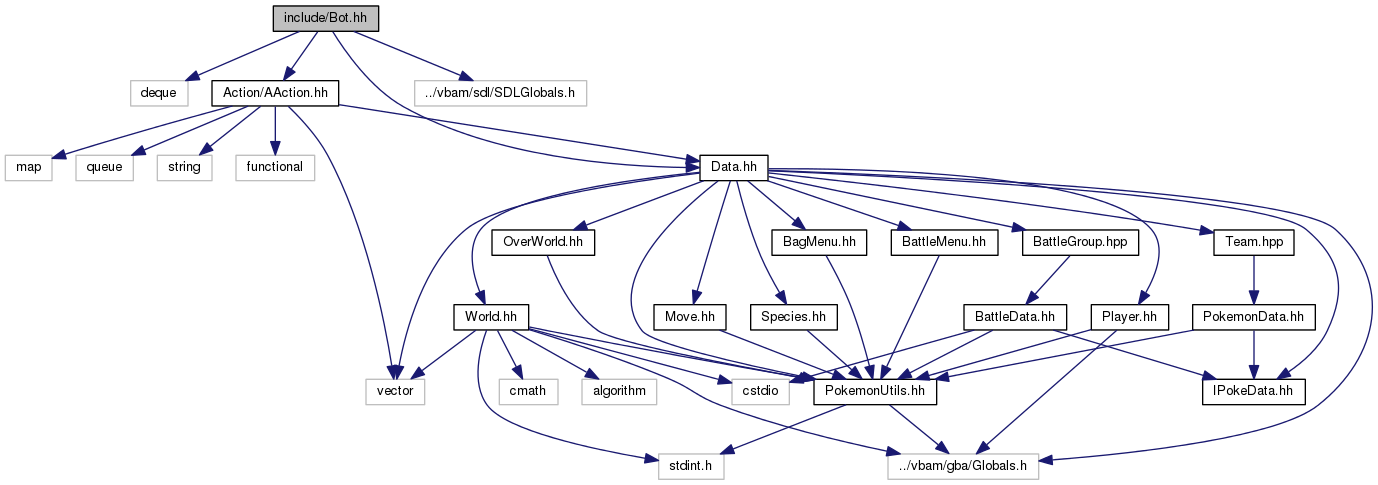 include/Bot.hh
deque
Action/AAction.hh
../vbam/sdl/SDLGlobals.h
map
queue
string
functional
Data.hh
OverWorld.hh
BagMenu.hh
BattleMenu.hh
BattleGroup.hpp
Team.hpp
World.hh
Move.hh
Species.hh
BattleData.hh
Player.hh
PokemonData.hh
vector
cmath
algorithm
cstdio
PokemonUtils.hh
IPokeData.hh
stdint.h
../vbam/gba/Globals.h